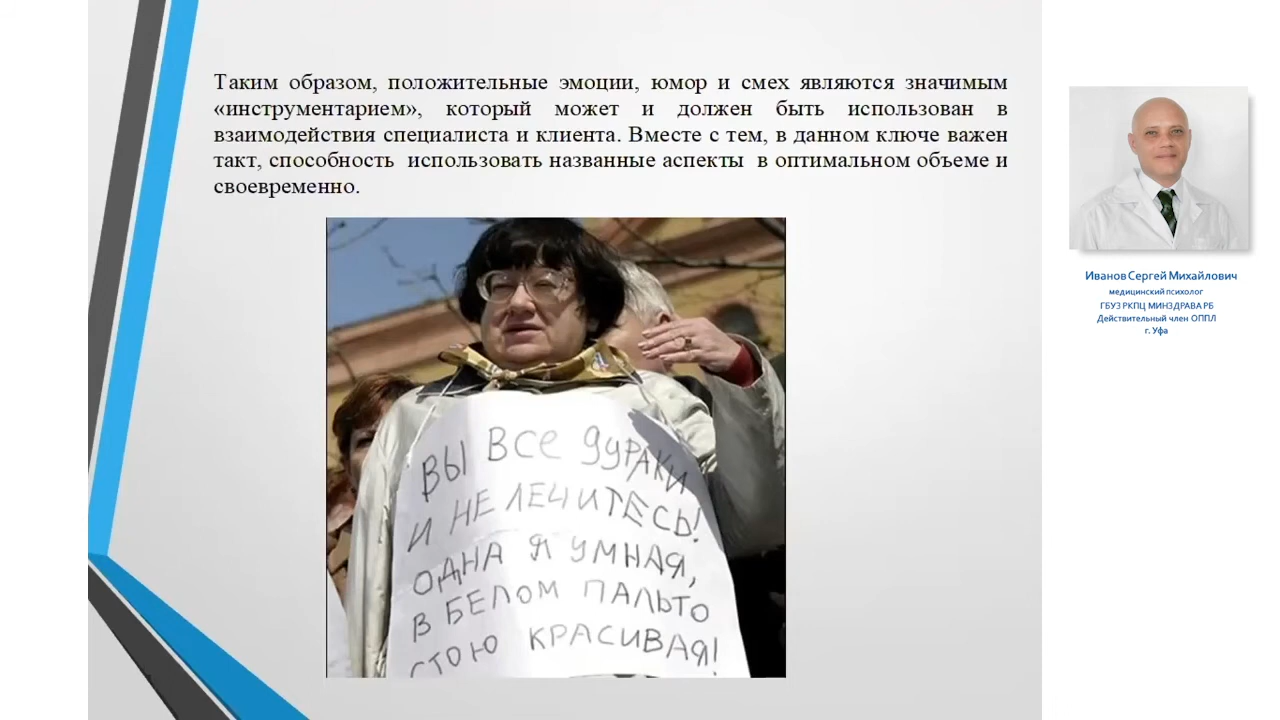 Таким образом, положительные эмоции, юмор и смех являются значимым
«инструментарием», который может и должен быть использован в
взаимодействия специалиста и клиента. Вместе с тем, в данном ключе важен
такт, способность использовать названные аспекты в оптимальном объеме и
своевременно.
ВЫ ВСЕ ДУРАКИ
И НЕ ЛЕЧИТЕСЬ!
ОДНА Я УМНАЯ,
В БЕЛОМ ПАЛЬТО
СТОЮ КРАСИВАЯ!
Иванов Сергей Михайлович
медицинский психолог
ГБУЗ РКПЦ МИНЗДРАВА РБ
Действительный член ОППЛ
г. Уфа